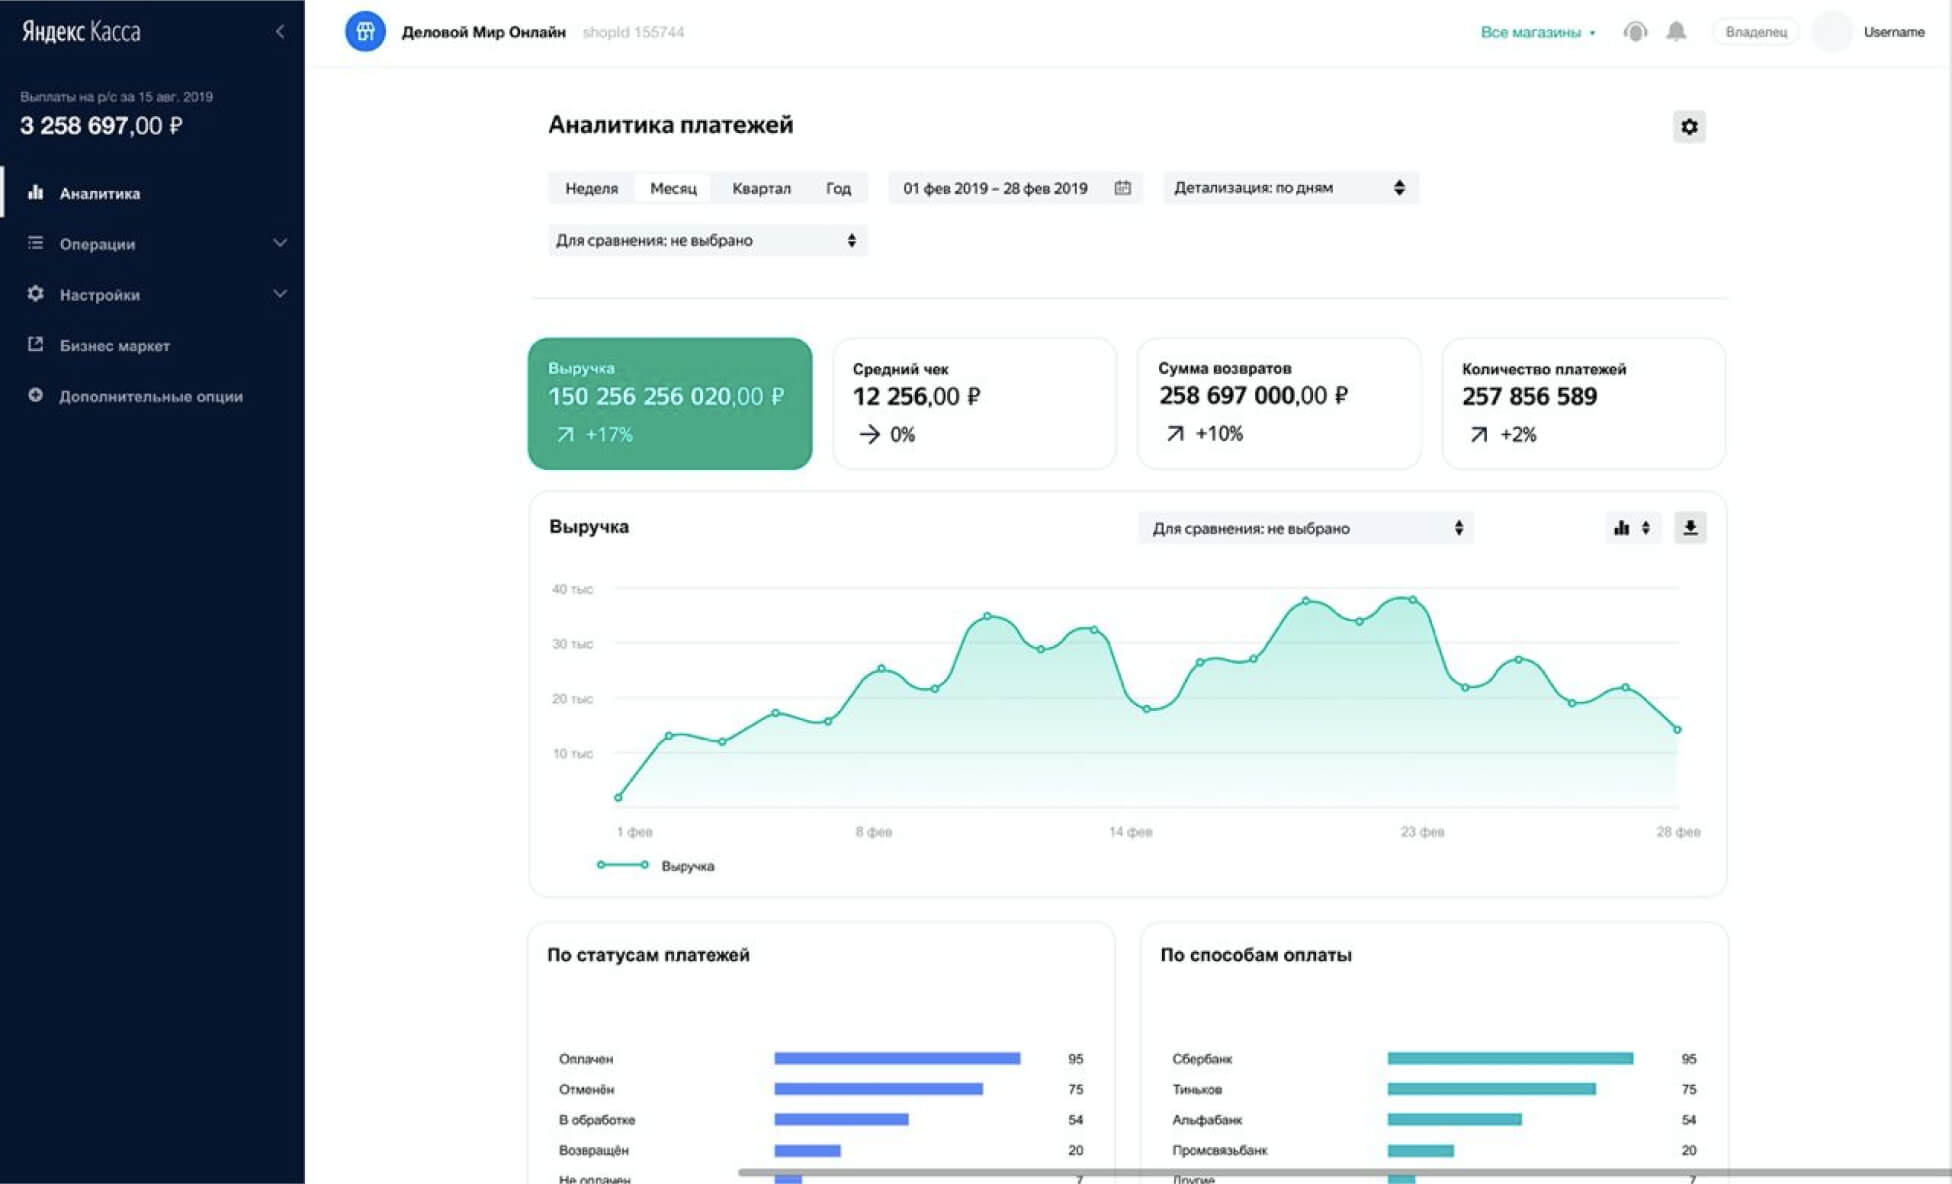 Яндекс Касса
Выплаты на р/с за 15 авг. 2019
3 258 697,00 ₽
Аналитика
Операции
Настройки
Бизнес маркет
Дополнительные опции
Деловой Мир Онлайн shopId 155744
Все магазины
Владелец
Username
Аналитика платежей
Неделя Месяц Квартал Год
01 фев 2019 – 28 фев 2019
Детализация: по дням
Для сравнения: не выбрано
Выручка
150 256 256 020,00 ₽
+17%
Средний чек
12 256,00 ₽
0%
Сумма возвратов
258 697 000,00 ₽
+10%
Количество платежей
257 856 589
+2%
Выручка
Для сравнения: не выбрано
40 тыс
30 тыс
20 тыс
10 тыс
1 фев 8 фев 14 фев 23 фев 28 фев
Выручка
По статусам платежей
Оплачен 95
Отменён 75
В обработке 54
Возвращён 20
Не оплачен 7
По способам оплаты
Сбербанк 95
Тиньков 75
Альфабанк 54
Промсвязьбанк 20
Другие 7